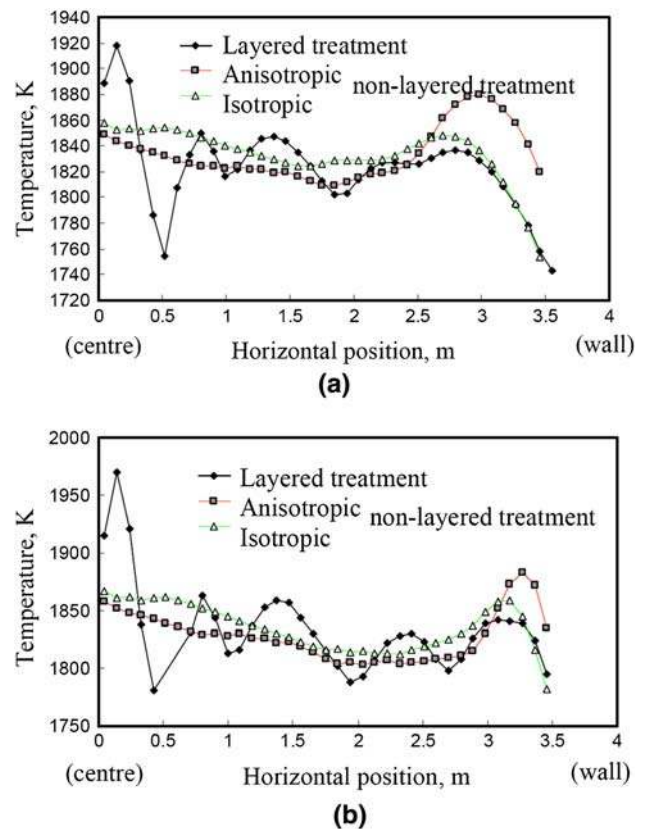 1940
1920
1900
1880
1860
1840
1820
1800
1780
1760
1740
1720
Temperature, K
Layered treatment
Anisotropic
non-layered treatment
Isotropic
0 0.5 1 1.5 2 2.5 3 3.5 4
(centre) Horizontal position, m (wall)
(a)
2000
1950
1900
1850
1800
1750
Temperature, K
Layered treatment
Anisotropic
non-layered treatment
Isotropic
0 0.5 1 1.5 2 2.5 3 3.5 4
(centre) Horizontal position, m (wall)
(b)